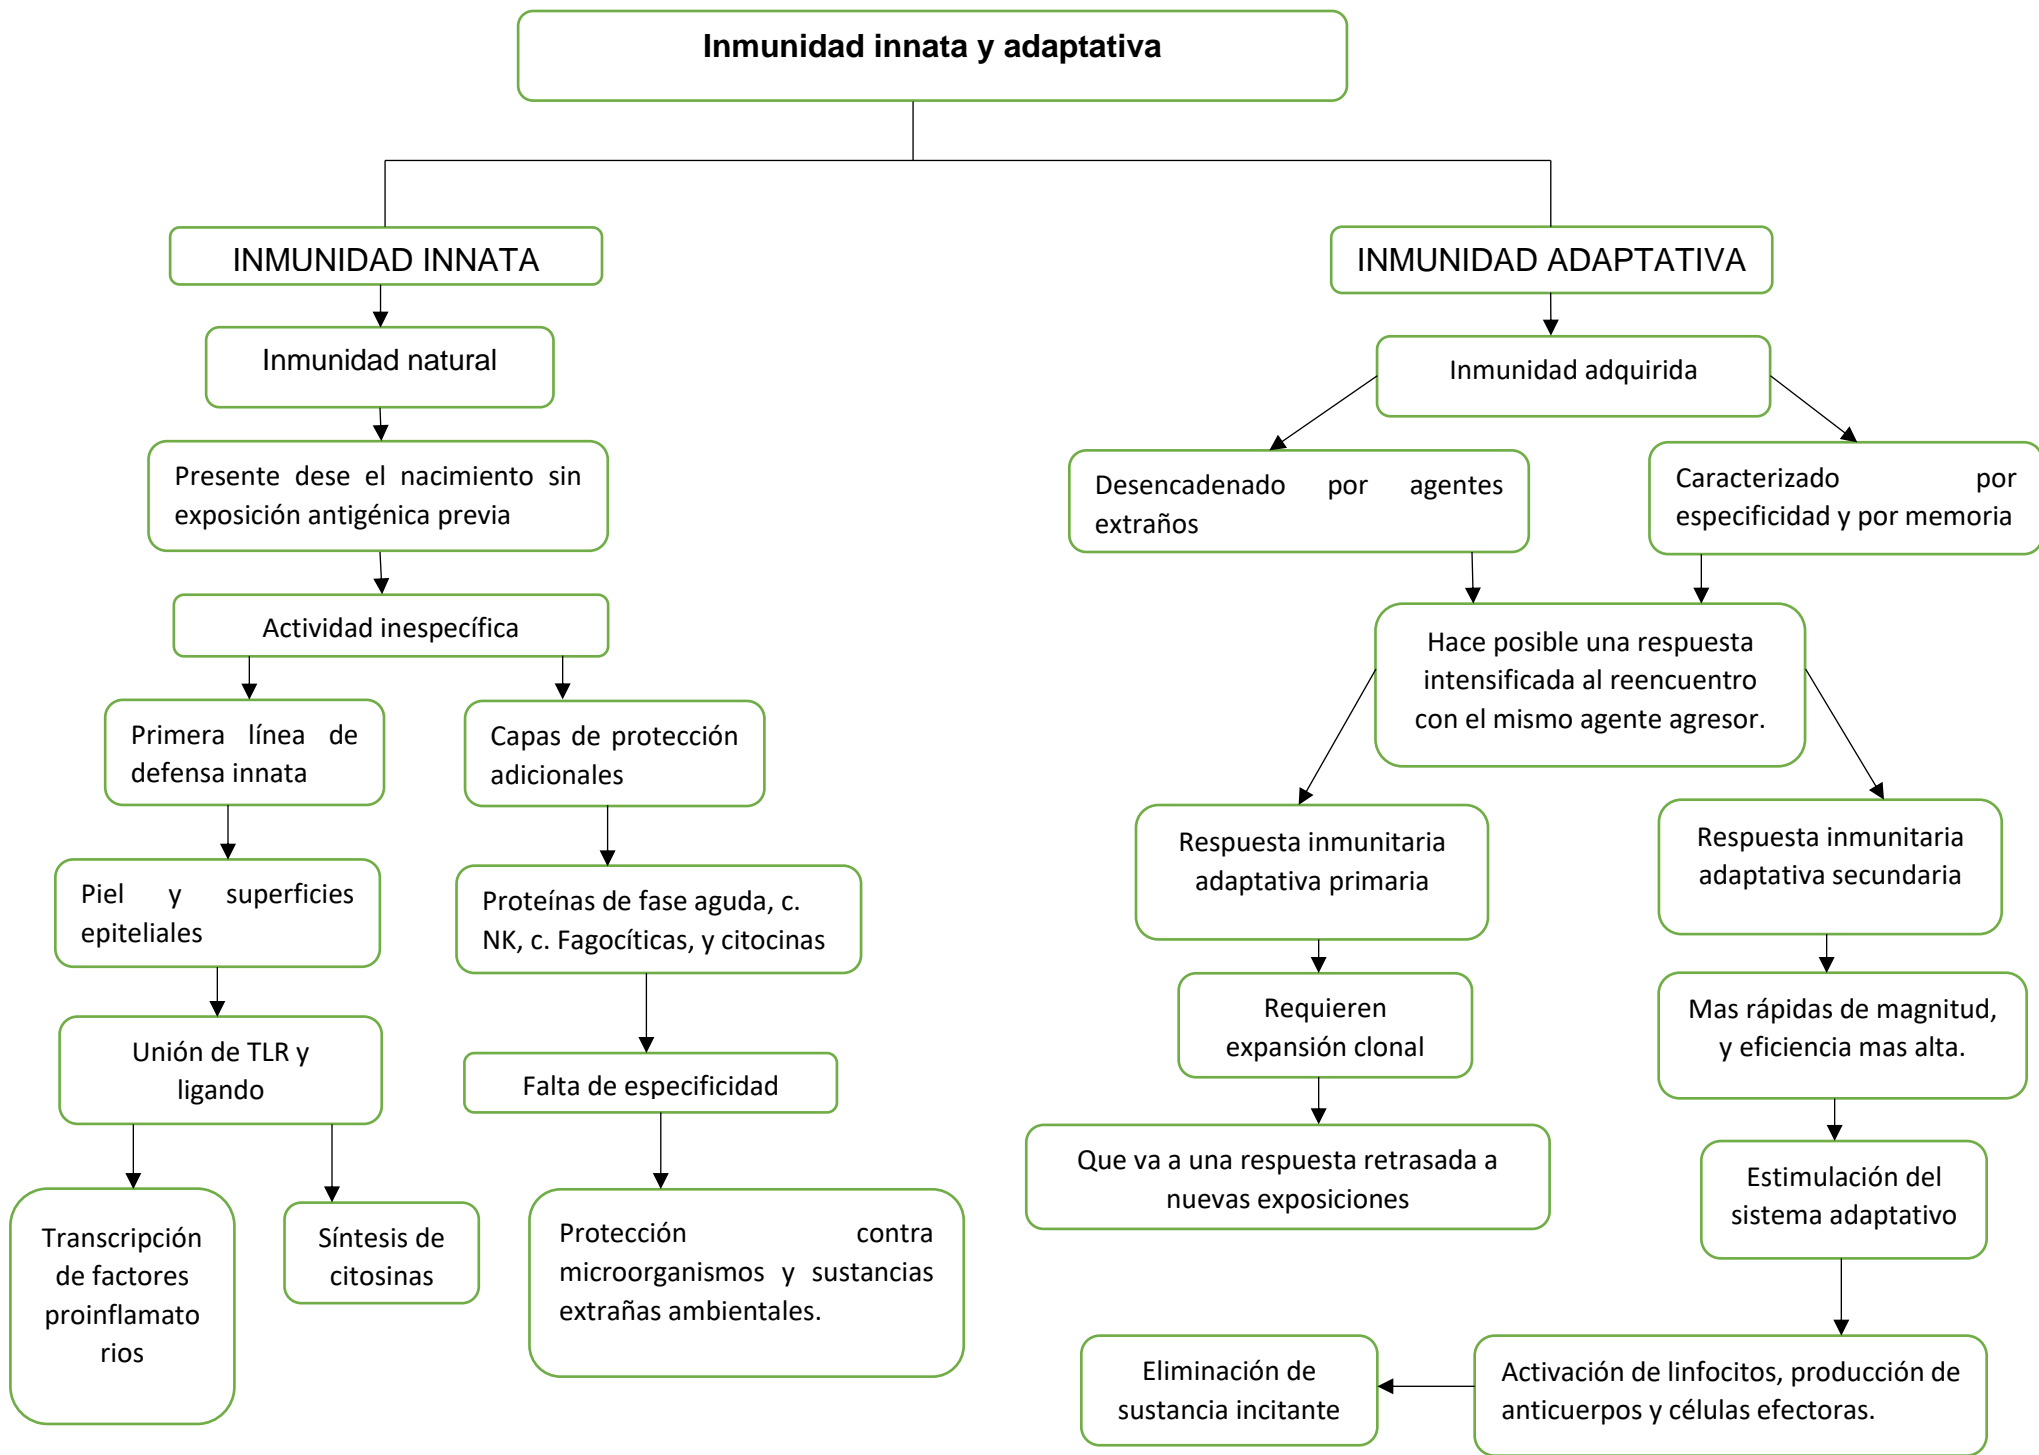 Inmunidad innata y adaptativa
INMUNIDAD INNATA
Inmunidad natural
Presente dese el nacimiento sin
exposición antigénica previa
Actividad inespecífica
Primera línea de
defensa innata
Piel y superficies
epiteliales
Unión de TLR y
ligando
Transcripción
de factores
proinflamato
rios
Síntesis de
citosinas
Capas de protección
adicionales
Proteínas de fase aguda, c.
NK, c. Fagocíticas, y citocinas
Falta de especificidad
Protección contra
microorganismos y sustancias
extrañas ambientales.
INMUNIDAD ADAPTATIVA
Inmunidad adquirida
Desencadenado por agentes
extraños
Caracterizado por
especificidad y por memoria
Hace posible una respuesta
intensificada al reencuentro
con el mismo agente agresor.
Respuesta inmunitaria
adaptativa primaria
Requieren
expansión clonal
Que va a una respuesta retrasada a
nuevas exposiciones
Respuesta inmunitaria
adaptativa secundaria
Mas rápidas de magnitud,
y eficiencia mas alta.
Estimulación del
sistema adaptativo
Activación de linfocitos, producción de
anticuerpos y células efectoras.
Eliminación de
sustancia incitante